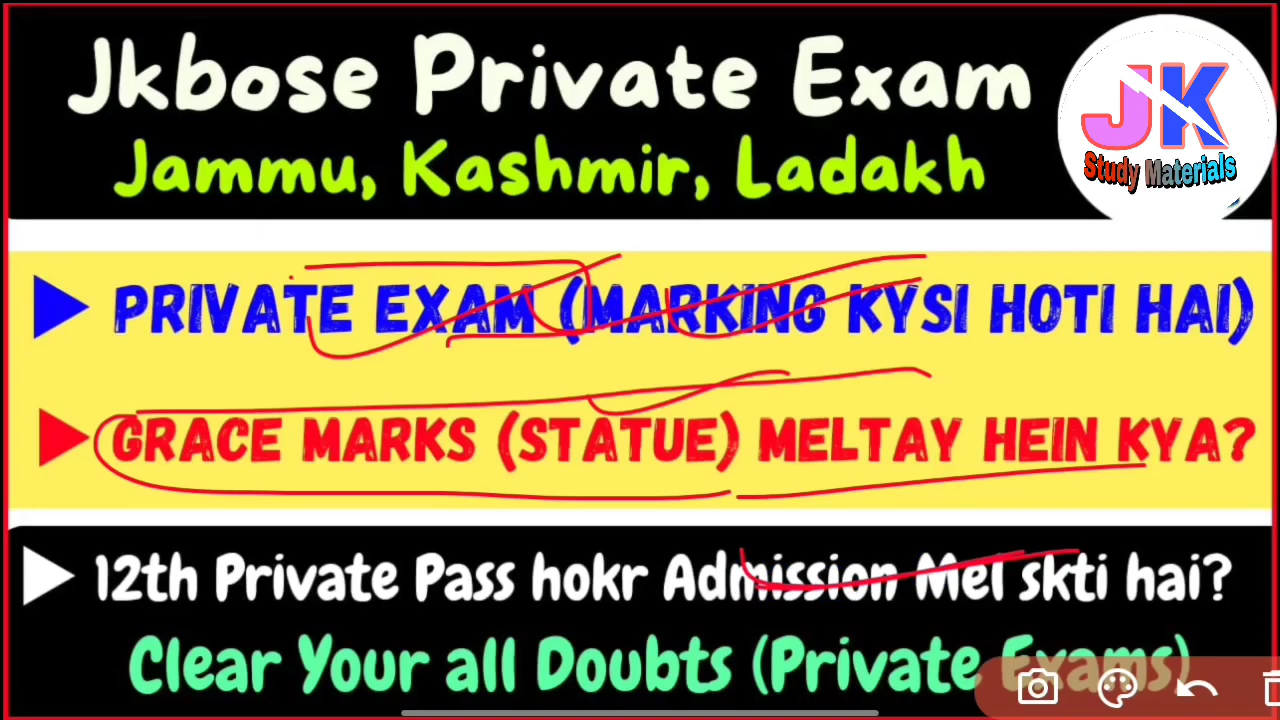 Jkbose Private Exam
Jammu, Kashmir, Ladakh
JK
Study Materials
PRIVATE EXAM (MARKING KYSI HOTI HAI)
GRACE MARKS (STATUE) MELTAY HEIN KYA?
12th Private Pass hokr Admission Mel skti hai?
Clear Your all Doubts (Private Exams)